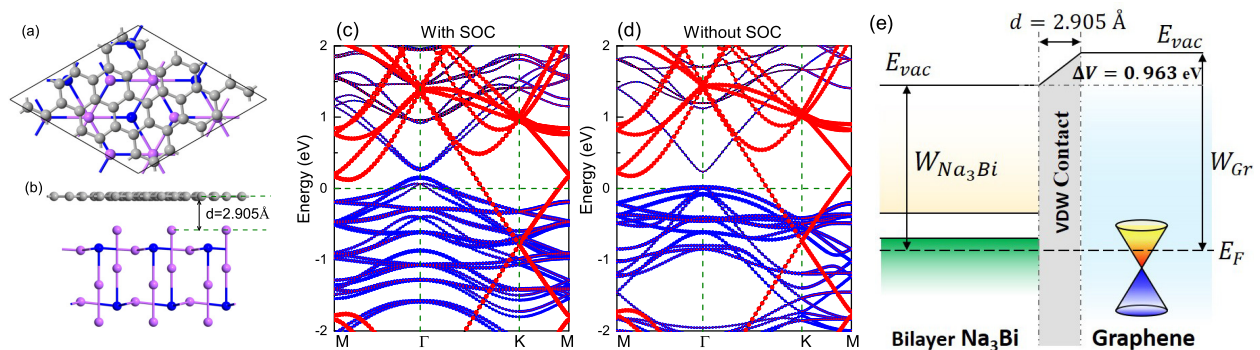 (a)
(b)
d=2.905Å
(c)
With SOC
Energy (eV)
2
1
0
-1
-2
M
Γ
K
M
(d)
Without SOC
Energy (eV)
2
1
0
-1
-2
M
Γ
K
M
(e)
d = 2.905 Å
E_vac
E_vac
ΔV = 0.963 eV
W_Na₃Bi
VDW Contact
W_Gr
E_F
Bilayer Na₃Bi
Graphene